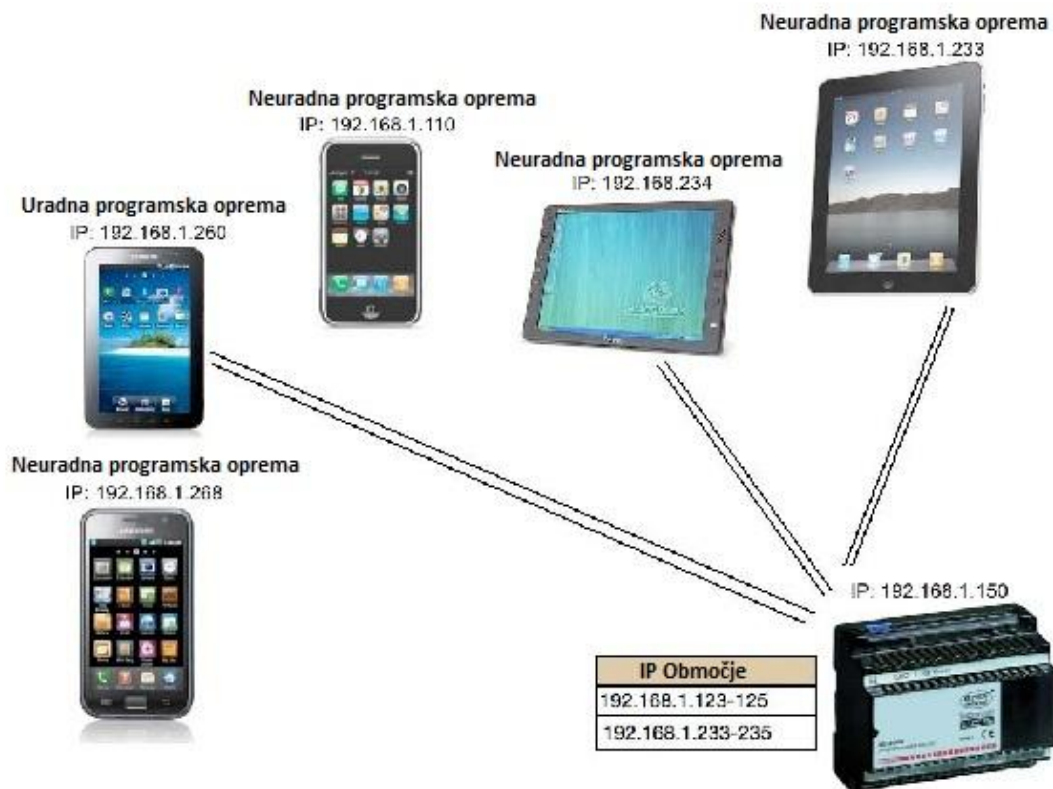 Neuradna programska oprema
IP: 192.168.1.233
Neuradna programska oprema
IP: 192.168.1.110
Neuradna programska oprema
IP: 192.168.234
Uradna programska oprema
IP: 192.168.1.260
Neuradna programska oprema
IP: 192.168.1.268
SAMSUNG
IP: 192.168.1.150
IP Območje
192.168.1.123-125
192.168.1.233-235